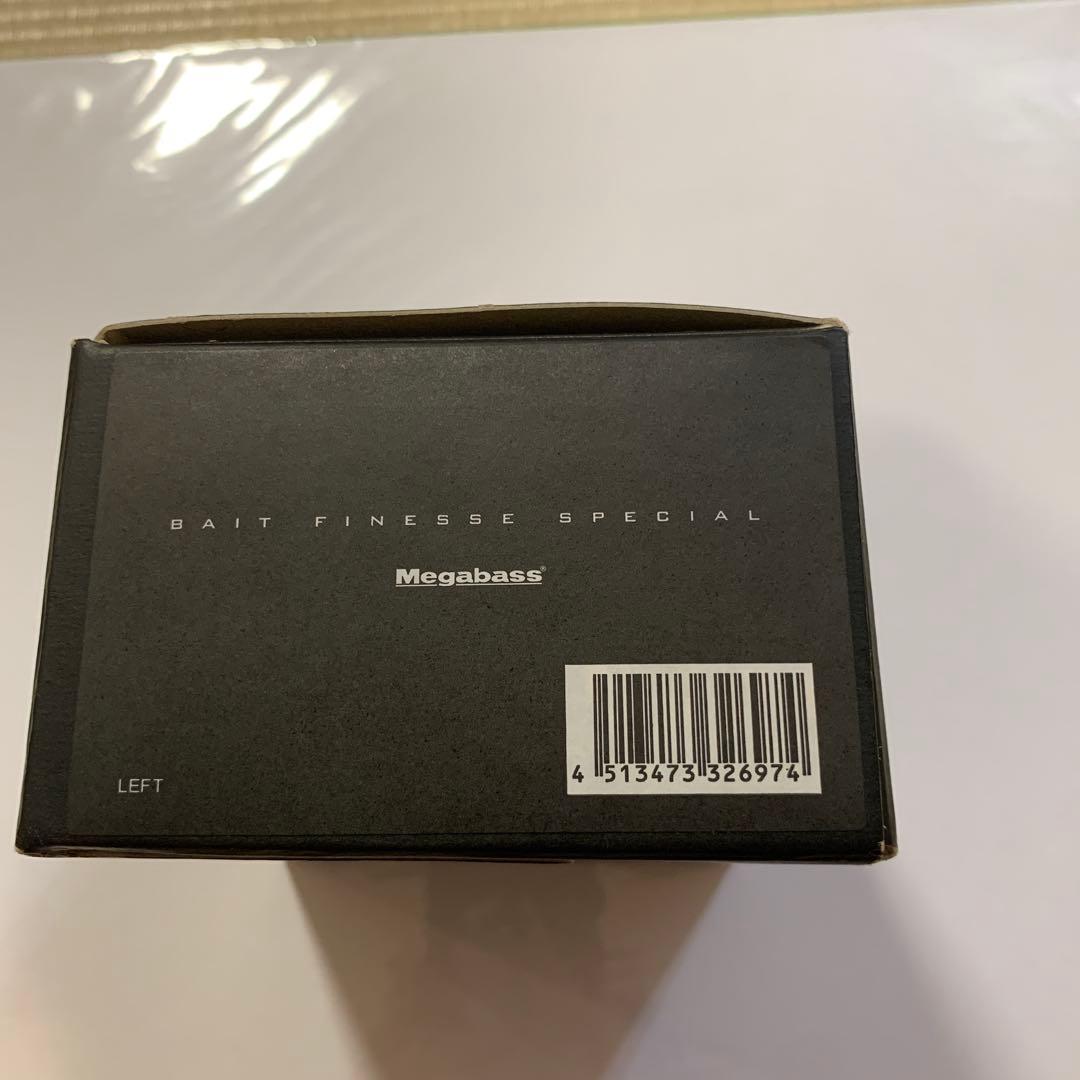 BAIT FINESSE SPECIAL
Megabass®
4 513473 326974
LEFT